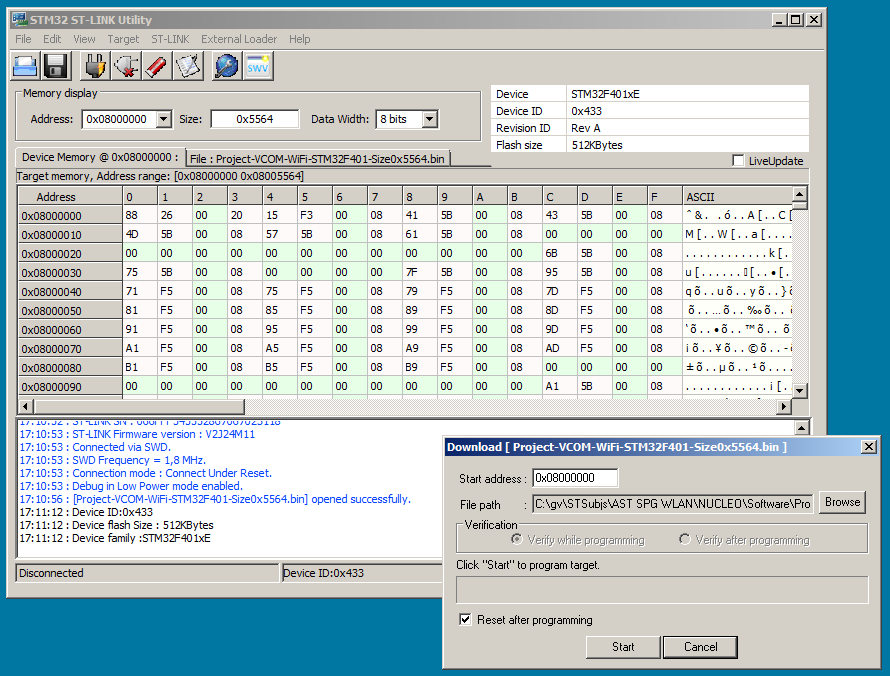 STM32 ST-LINK Utility
File Edit View Target ST-LINK External Loader Help
SWV
Memory display
Address: 0x08000000 Size: 0x5564 Data Width: 8 bits
Device STM32F401xE
Device ID 0x433
Revision ID Rev A
Flash size 512KBytes
LiveUpdate
Device Memory @ 0x08000000 : File : Project-VCOM-WiFi-STM32F401-Size0x5564.bin
Target memory, Address range: [0x08000000 0x08005564]
Address 0 1 2 3 4 5 6 7 8 9 A B C D E F ASCII
0x08000000 88 26 00 20 15 F3 00 08 41 5B 00 08 43 5B 00 08 ˆ&. .ó..A[..C[
0x08000010 4D 5B 00 08 57 5B 00 08 61 5B 00 08 00 00 00 00 M[..W[..a[....
0x08000020 00 00 00 00 00 00 00 00 00 00 00 00 6B 5B 00 08 ............k[.
0x08000030 75 5B 00 08 00 00 00 00 7F 5B 00 08 95 5B 00 08 u[......[..•[.
0x08000040 71 F5 00 08 75 F5 00 08 79 F5 00 08 7D F5 00 08 qõ..uõ..yõ..}õ
0x08000050 81 F5 00 08 85 F5 00 08 89 F5 00 08 8D F5 00 08 õ..…õ..‰õ.. õ
0x08000060 91 F5 00 08 95 F5 00 08 99 F5 00 08 9D F5 00 08 ‘õ..•õ..™õ.. õ
0x08000070 A1 F5 00 08 A5 F5 00 08 A9 F5 00 08 AD F5 00 08 ¡õ..¥õ..©õ..-õ
0x08000080 B1 F5 00 08 B5 F5 00 08 B9 F5 00 08 00 00 00 00 ±õ..µõ..¹õ....
0x08000090 00 00 00 00 00 00 00 00 00 00 00 00 A1 5B 00 08 ............¡[.
17:10:53 : ST-LINK Firmware version : V2J24M11
17:10:53 : Connected via SWD.
17:10:53 : SWD Frequency = 1,8 MHz.
17:10:53 : Connection mode : Connect Under Reset.
17:10:53 : Debug in Low Power mode enabled.
17:10:56 : [Project-VCOM-WiFi-STM32F401-Size0x5564.bin] opened successfully.
17:11:12 : Device ID:0x433
17:11:12 : Device flash Size : 512KBytes
17:11:12 : Device family :STM32F401xE
Disconnected Device ID:0x433
Download [ Project-VCOM-WiFi-STM32F401-Size0x5564.bin ]
Start address : 0x08000000
File path : C:\gv\STSubjs\AST SPG WLAN\NUCLEO\Software\Pro Browse
Verification
Verify while programming Verify after programming
Click "Start" to program target.
Reset after programming
Start Cancel